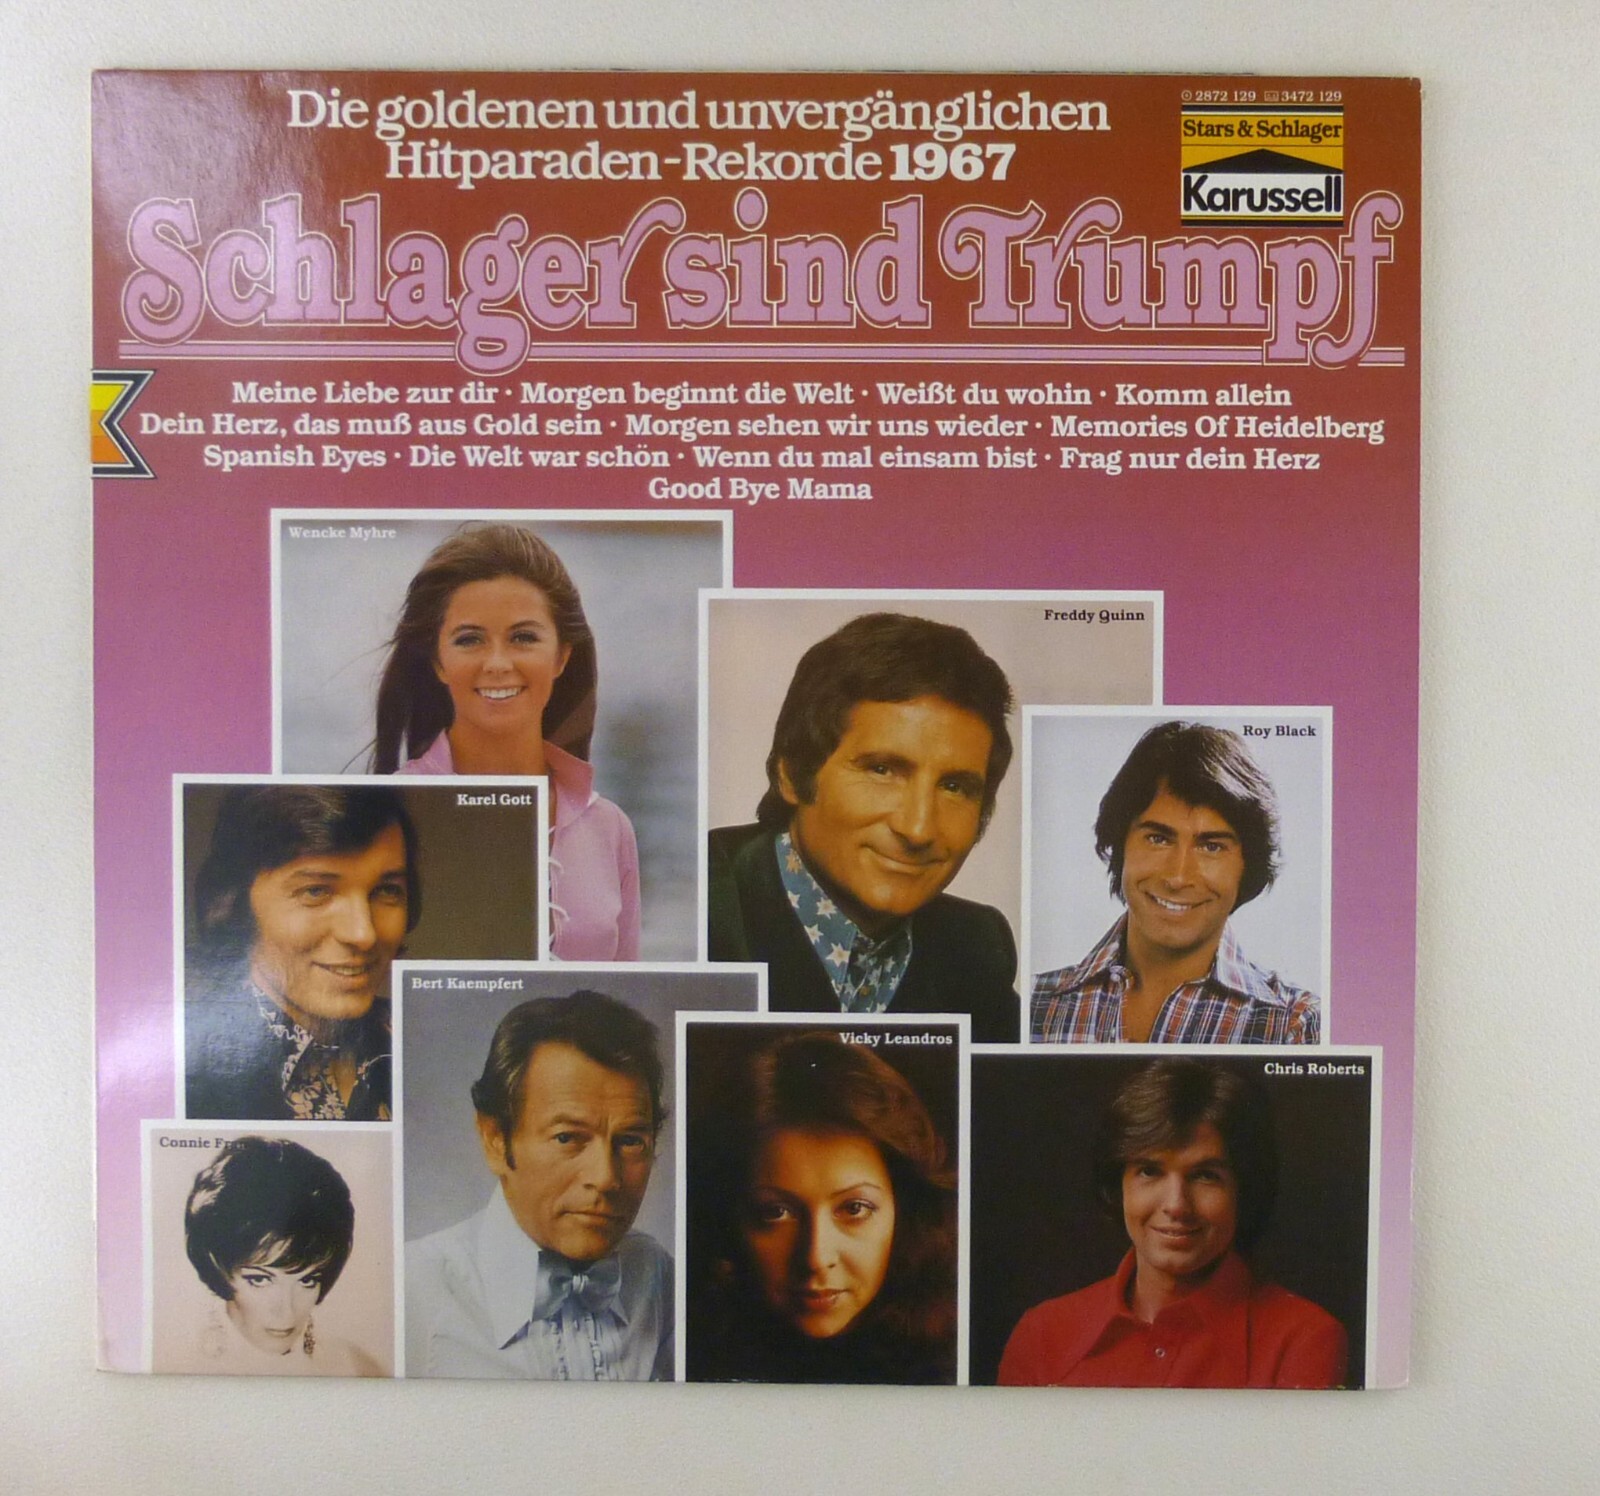 Die goldenen und unvergänglichen
Hitparaden-Rekorde 1967
2872 129 3472 129
Stars & Schlager
Karussell
Schlager sind Trumpf
Meine Liebe zur dir · Morgen beginnt die Welt · Weißt du wohin · Komm allein
Dein Herz, das muß aus Gold sein · Morgen sehen wir uns wieder · Memories Of Heidelberg
Spanish Eyes · Die Welt war schön · Wenn du mal einsam bist · Frag nur dein Herz
Good Bye Mama
Wencke Myhre
Freddy Quinn
Roy Black
Karel Gott
Bert Kaempfert
Vicky Leandros
Chris Roberts
Connie